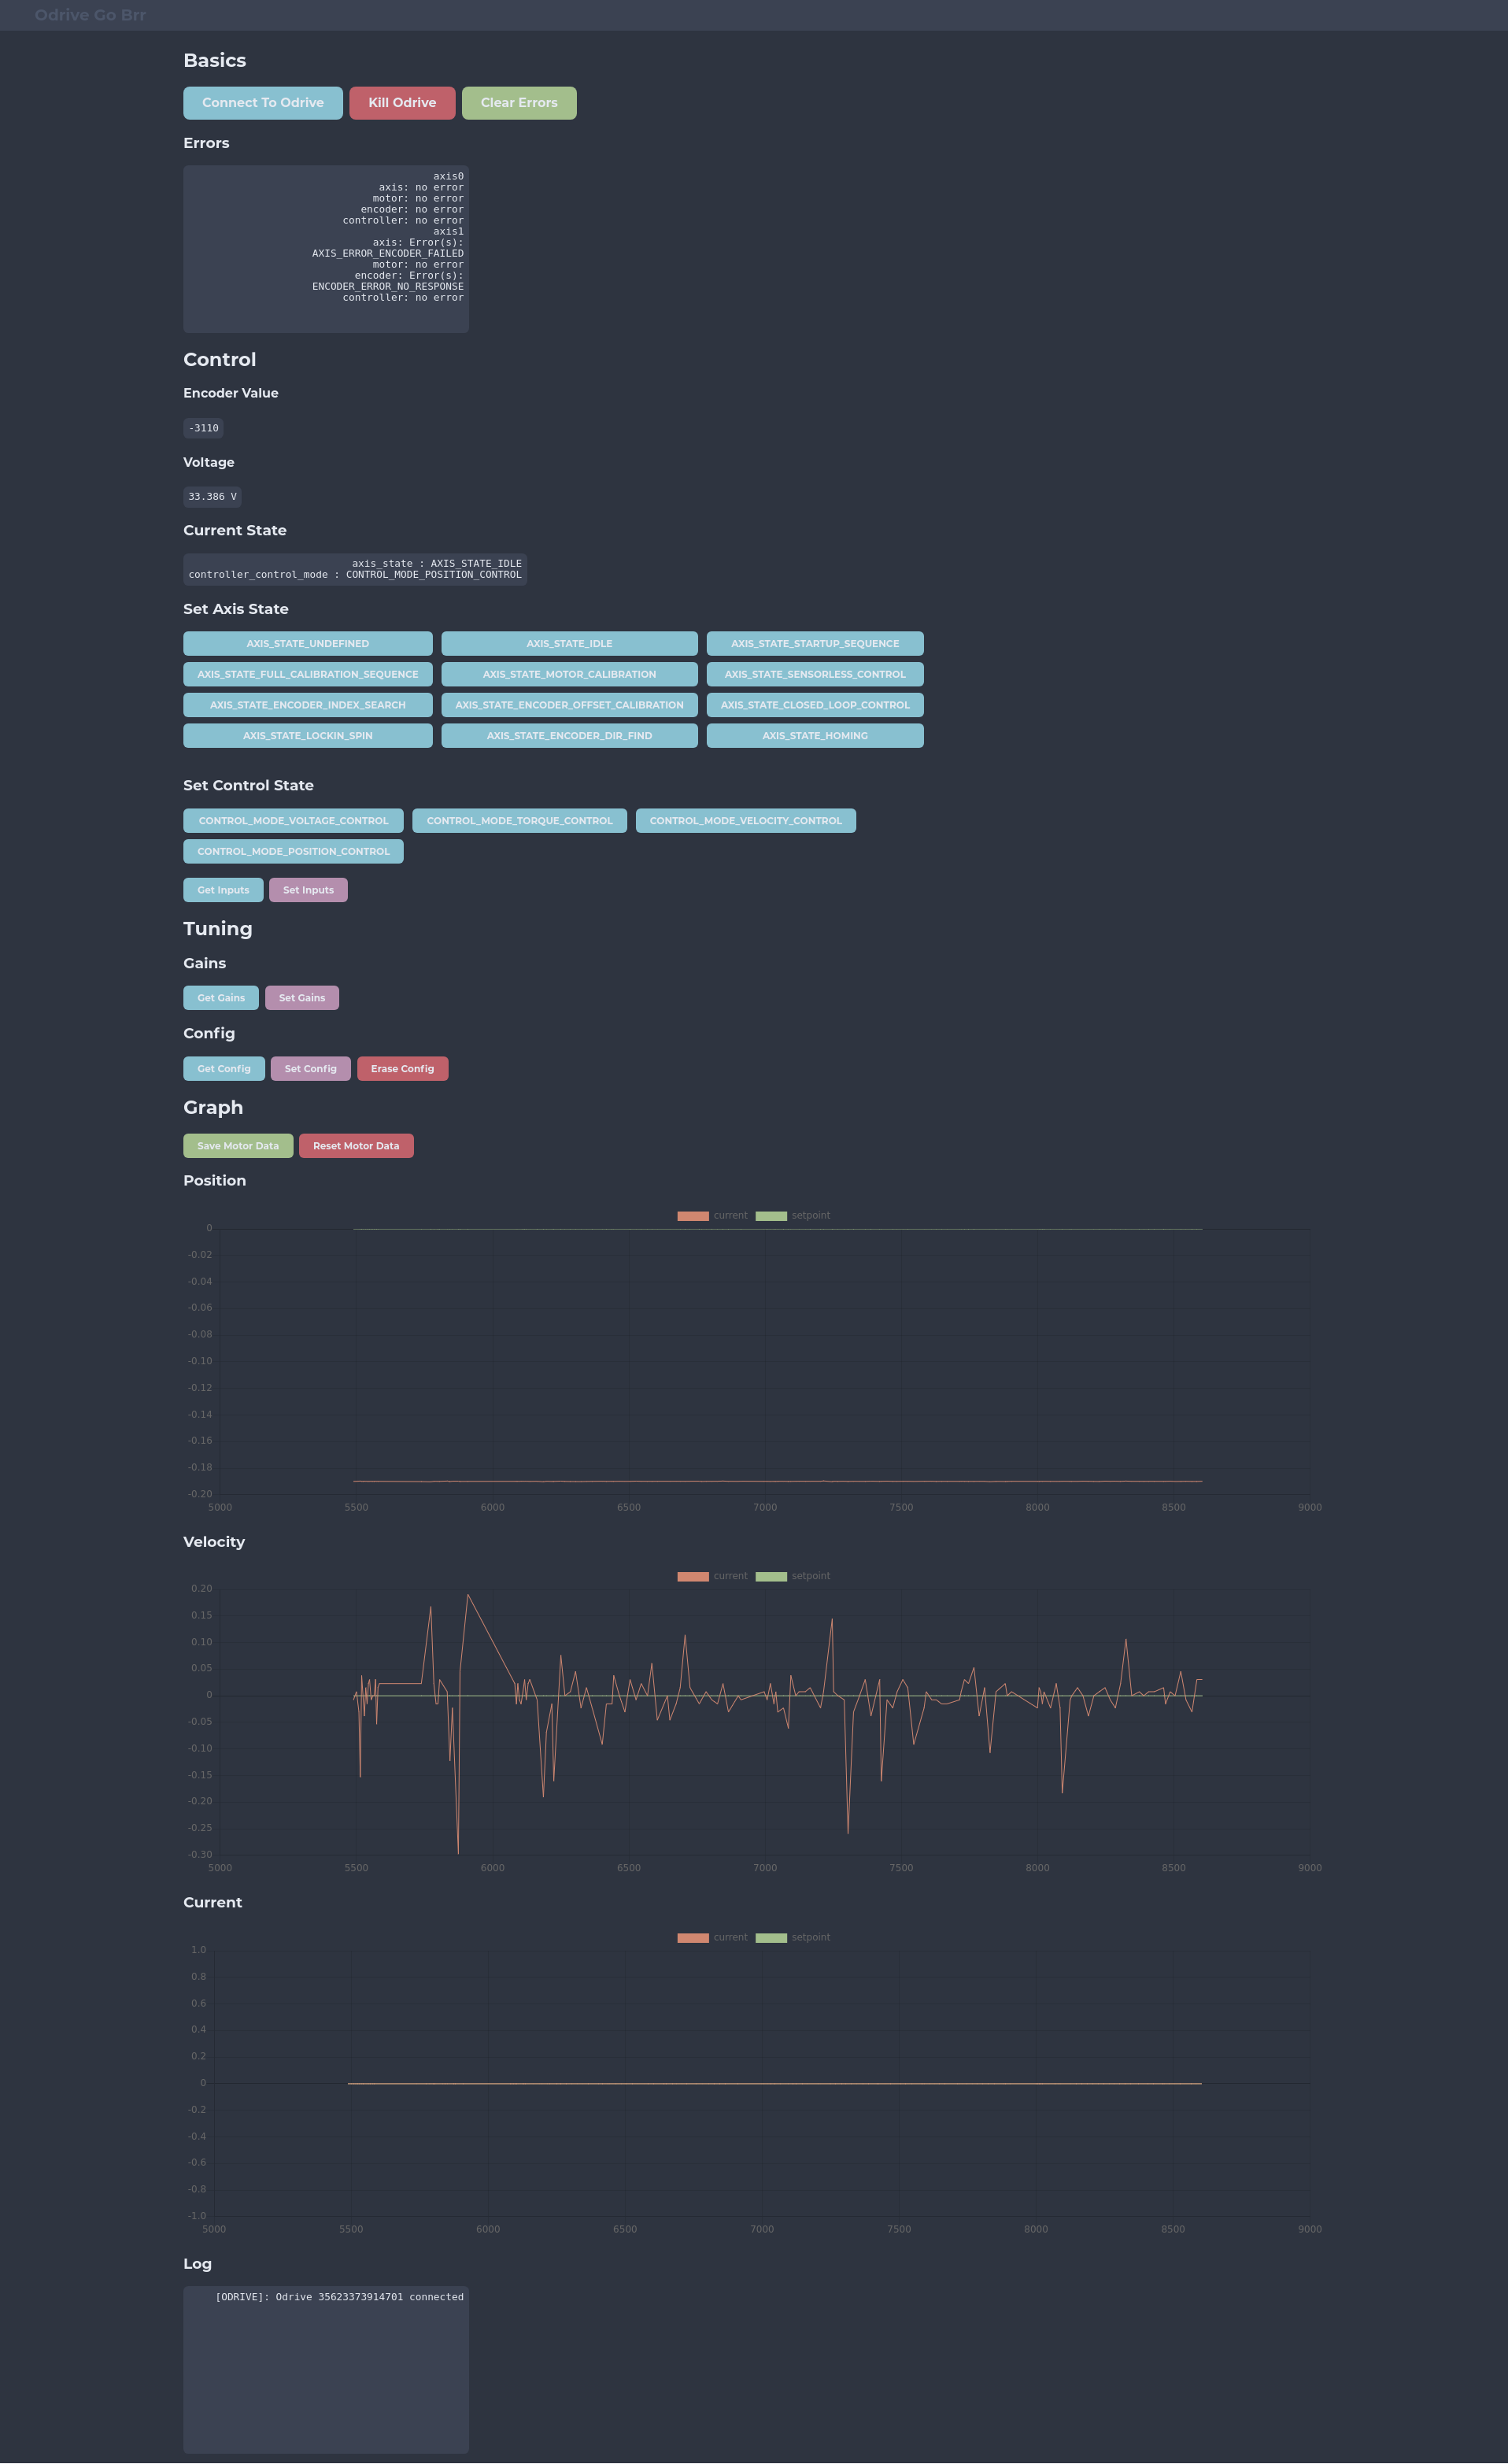 Odrive Go Brr
Basics
Connect To Odrive Kill Odrive Clear Errors
Errors
axis0
axis: no error
motor: no error
encoder: no error
controller: no error
axis1
axis: Error(s):
AXIS_ERROR_ENCODER_FAILED
motor: no error
encoder: Error(s):
ENCODER_ERROR_NO_RESPONSE
controller: no error
Control
Encoder Value
-3110
Voltage
33.386 V
Current State
axis_state : AXIS_STATE_IDLE
controller_control_mode : CONTROL_MODE_POSITION_CONTROL
Set Axis State
AXIS_STATE_UNDEFINED AXIS_STATE_IDLE AXIS_STATE_STARTUP_SEQUENCE
AXIS_STATE_FULL_CALIBRATION_SEQUENCE AXIS_STATE_MOTOR_CALIBRATION AXIS_STATE_SENSORLESS_CONTROL
AXIS_STATE_ENCODER_INDEX_SEARCH AXIS_STATE_ENCODER_OFFSET_CALIBRATION AXIS_STATE_CLOSED_LOOP_CONTROL
AXIS_STATE_LOCKIN_SPIN AXIS_STATE_ENCODER_DIR_FIND AXIS_STATE_HOMING
Set Control State
CONTROL_MODE_VOLTAGE_CONTROL CONTROL_MODE_TORQUE_CONTROL CONTROL_MODE_VELOCITY_CONTROL
CONTROL_MODE_POSITION_CONTROL
Get Inputs Set Inputs
Tuning
Gains
Get Gains Set Gains
Config
Get Config Set Config Erase Config
Graph
Save Motor Data Reset Motor Data
Position
current setpoint
0
-0.02
-0.04
-0.06
-0.08
-0.10
-0.12
-0.14
-0.16
-0.18
-0.20
5000 5500 6000 6500 7000 7500 8000 8500 9000
Velocity
current setpoint
0.20
0.15
0.10
0.05
0
-0.05
-0.10
-0.15
-0.20
-0.25
-0.30
5000 5500 6000 6500 7000 7500 8000 8500 9000
Current
current setpoint
1.0
0.8
0.6
0.4
0.2
0
-0.2
-0.4
-0.6
-0.8
-1.0
5000 5500 6000 6500 7000 7500 8000 8500 9000
Log
[ODRIVE]: Odrive 35623373914701 connected